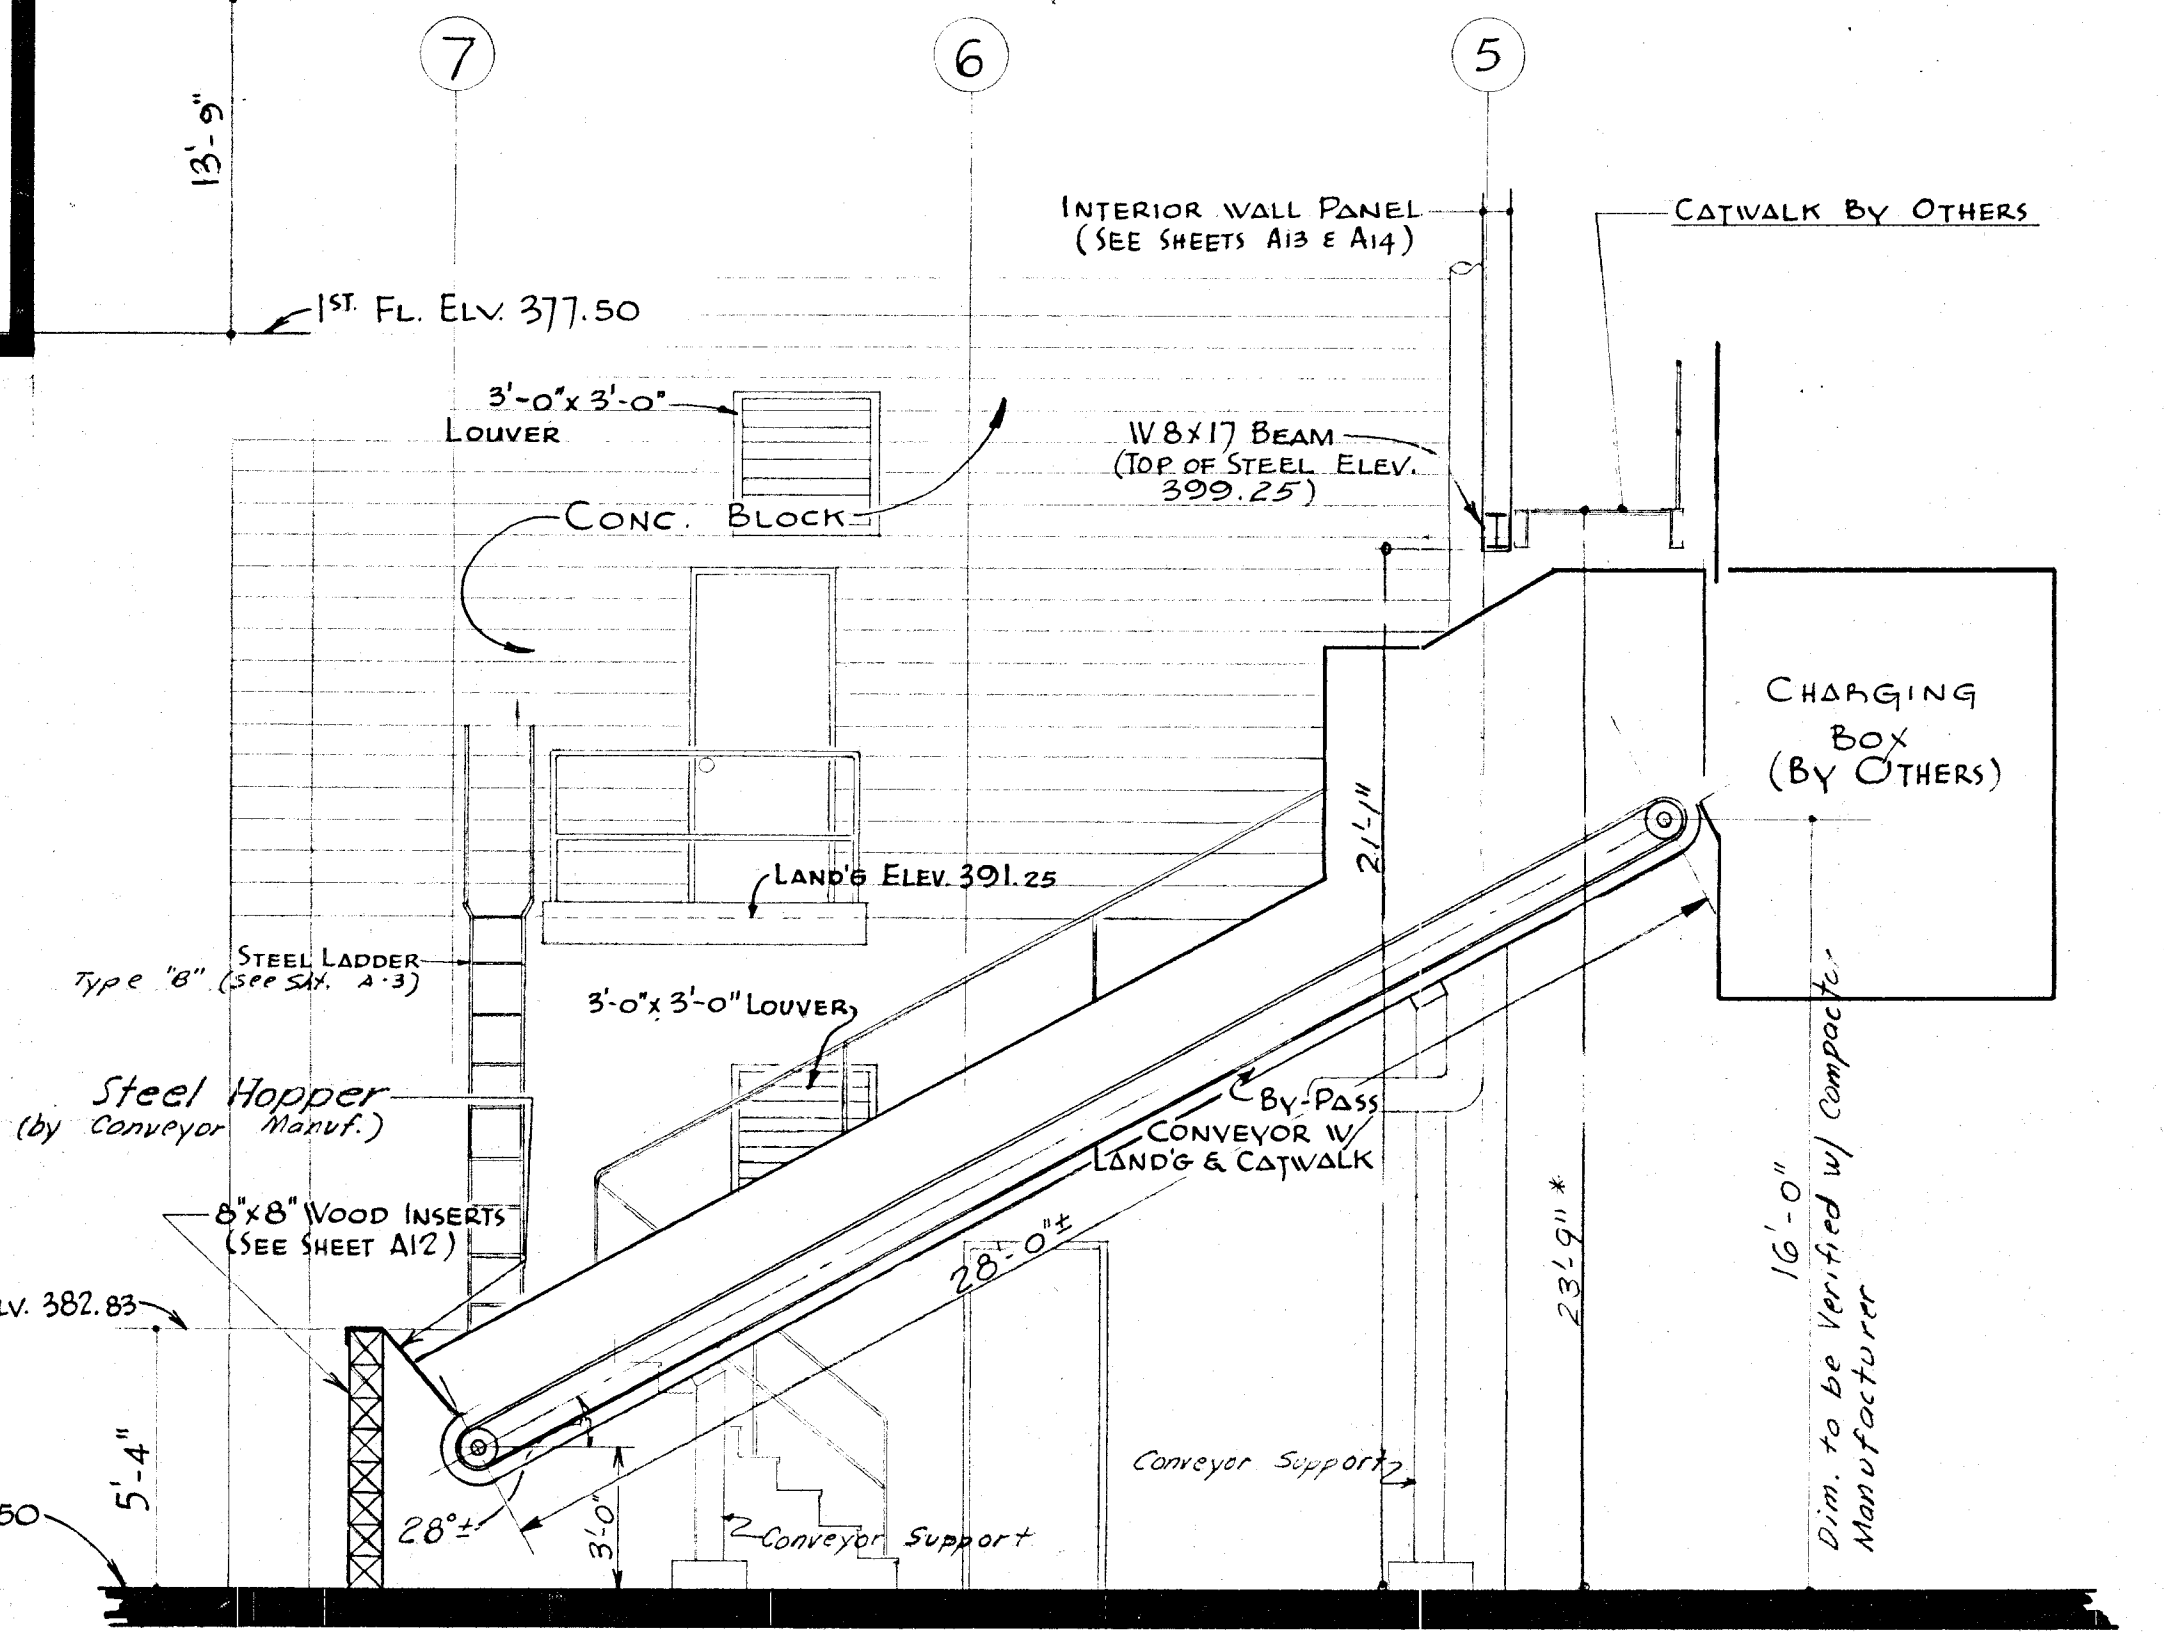 7
6
5
13'-9"
INTERIOR WALL PANEL
(SEE SHEETS A13 & A14)
CATWALK BY OTHERS
1ST. FL. ELV. 377.50
3'-0" x 3'-0"
LOUVER
W 8X17 BEAM
(TOP OF STEEL ELEV.
399.25)
CONC. BLOCK
CHARGING
BOX
(BY OTHERS)
21'-1"
LAND'G ELEV. 391.25
STEEL LADDER
Type "B" (See Sht. A-3)
3'-0" x 3'-0" LOUVER
Steel Hopper
(by Conveyor Manuf.)
BY-PASS
CONVEYOR W/
LAND'G & CATWALK
8"x8" WOOD INSERTS
(SEE SHEET A12)
28'-0"±
23'-9" *
16'-0"
Dim. to be Verified w/ Compactor
Manufacturer
LV. 382.83
5'-4"
Conveyor Support
28°±
3'-0"
Conveyor Support
50